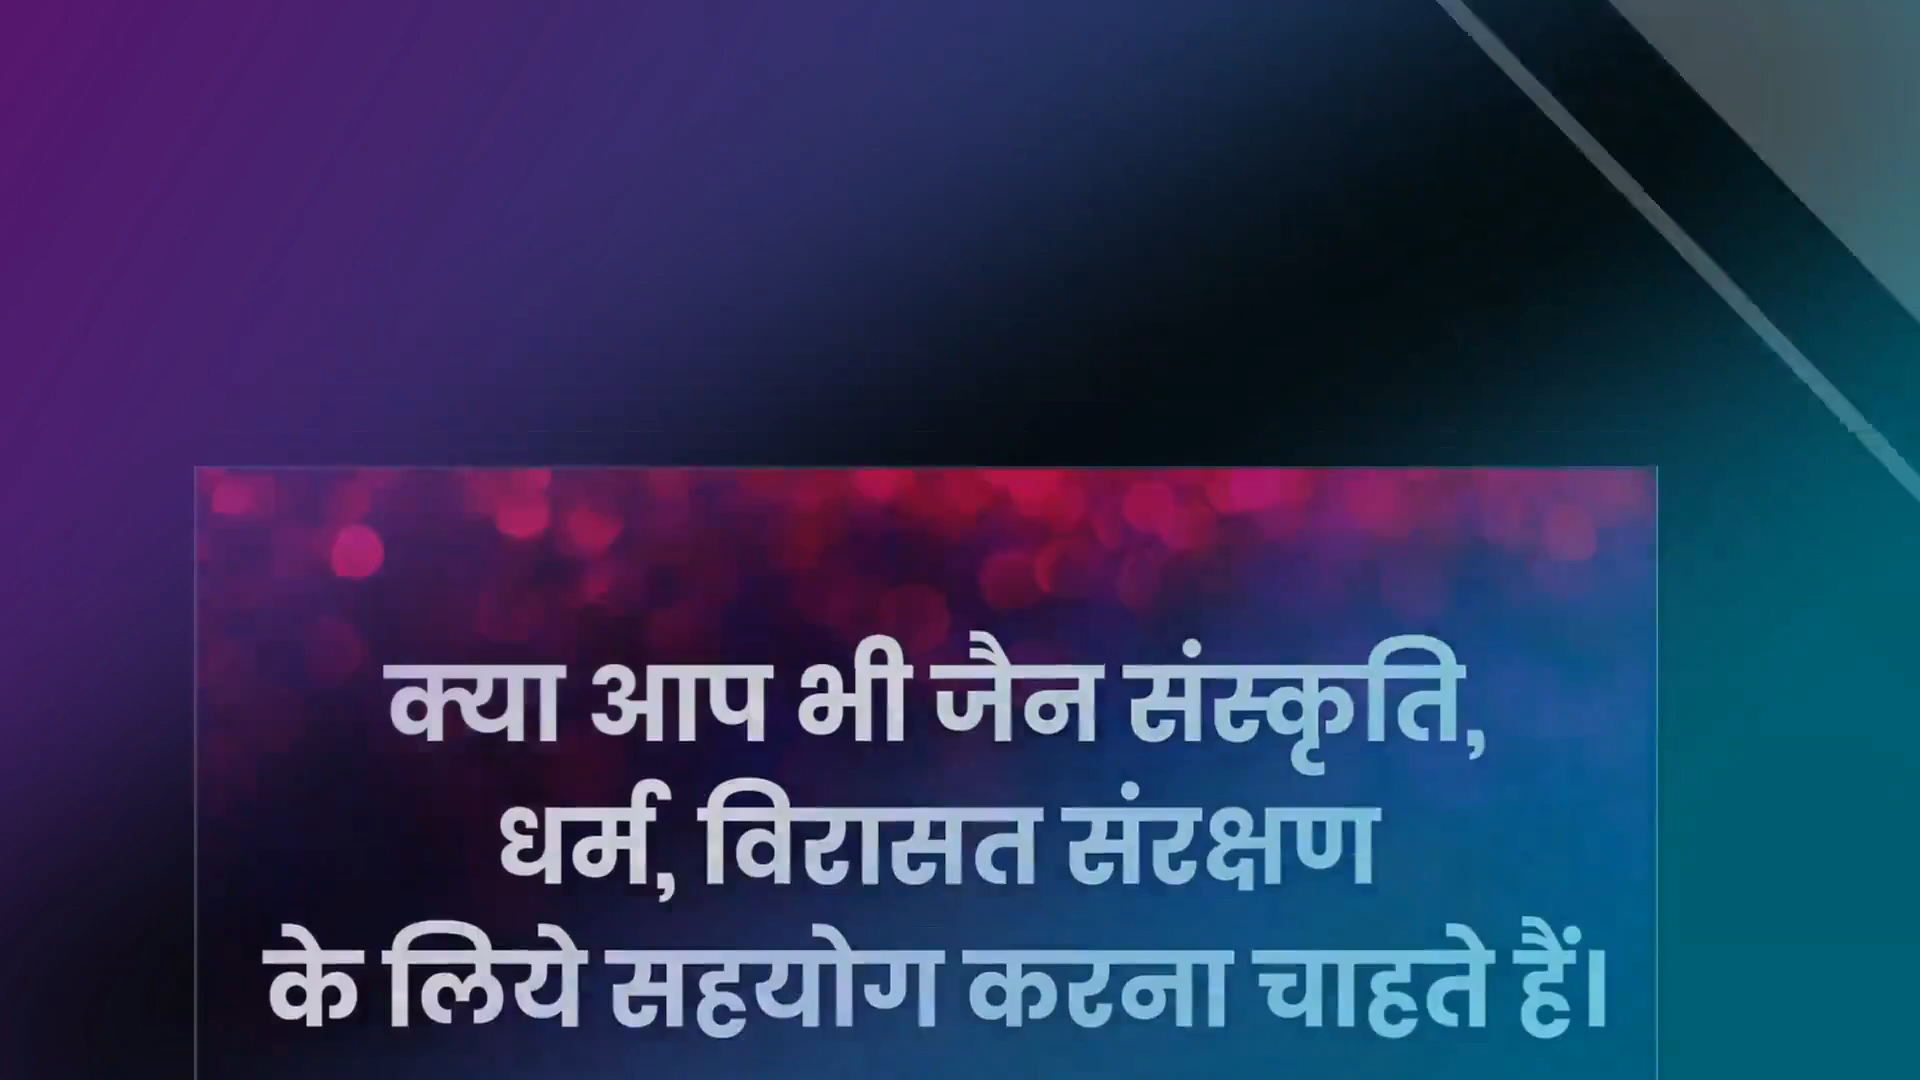 क्या आप भी जैन संस्कृति,
धर्म, विरासत संरक्षण
के लिये सहयोग करना चाहते हैं।